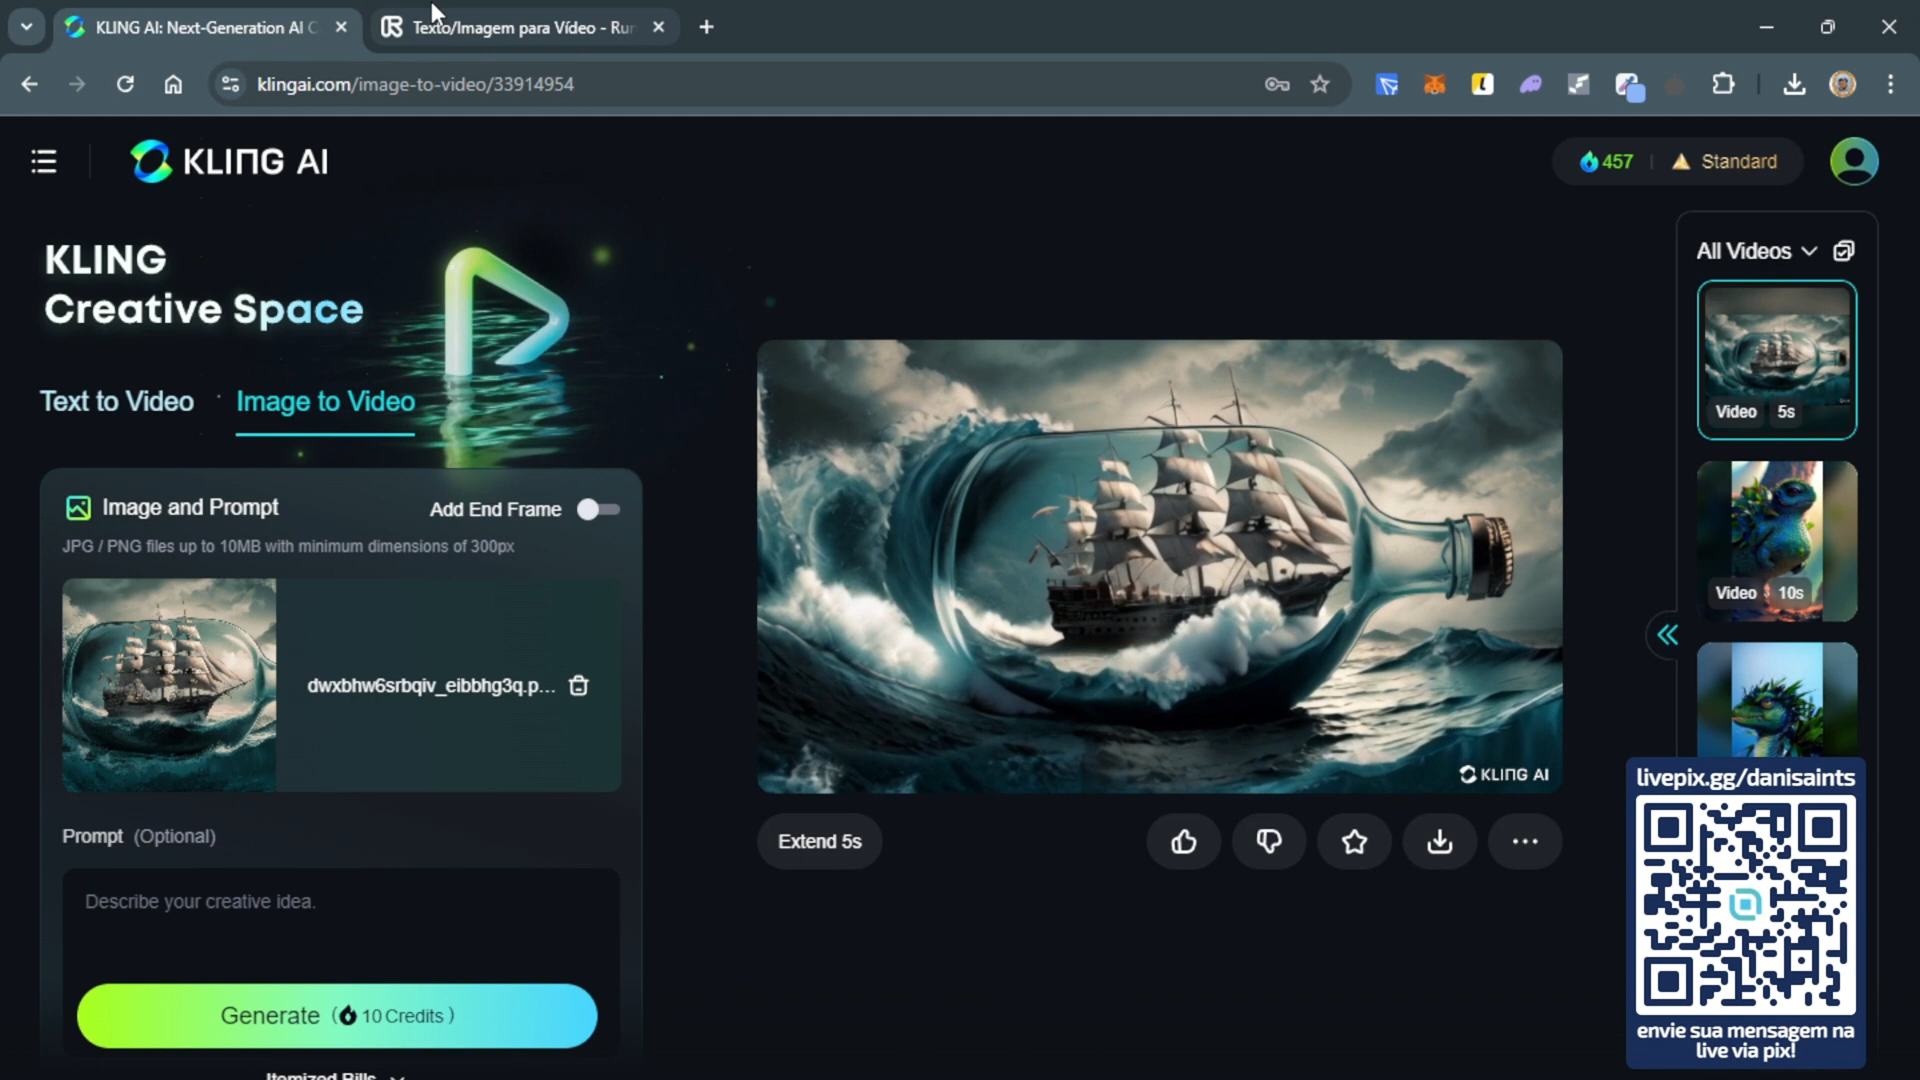 KLING AI: Next-Generation AI C
Texto/Imagem para Vídeo - Run
klingai.com/image-to-video/33914954
KLING AI
457
Standard
KLING
Creative Space
Text to Video
Image to Video
Image and Prompt
Add End Frame
JPG / PNG files up to 10MB with minimum dimensions of 300px
dwxbhw6srbqiv_eibbhg3q.p...
Prompt (Optional)
Describe your creative idea.
Generate ( 10 Credits )
Itemized Bills
KLING AI
Extend 5s
All Videos
Video 5s
Video 10s
livepix.gg/danisaints
envie sua mensagem na
live via pix!